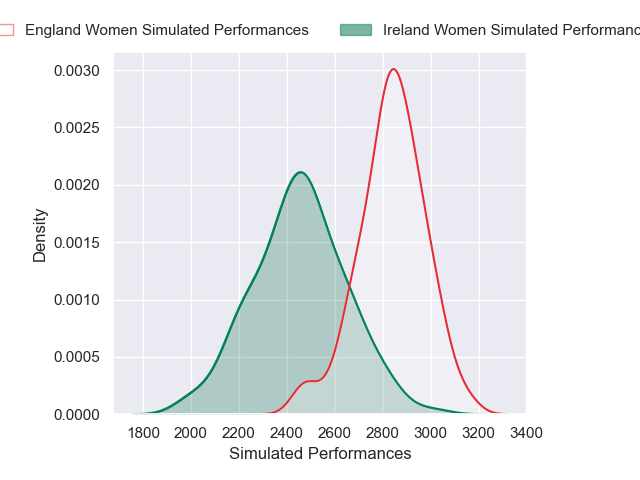 England Women Simulated Performances
Ireland Women Simulated Performanc
0.0030
0.0025
0.0020
0.0015
0.0010
0.0005
0.0000
Density
1800 2000 2200 2400 2600 2800 3000 3200 3400
Simulated Performances